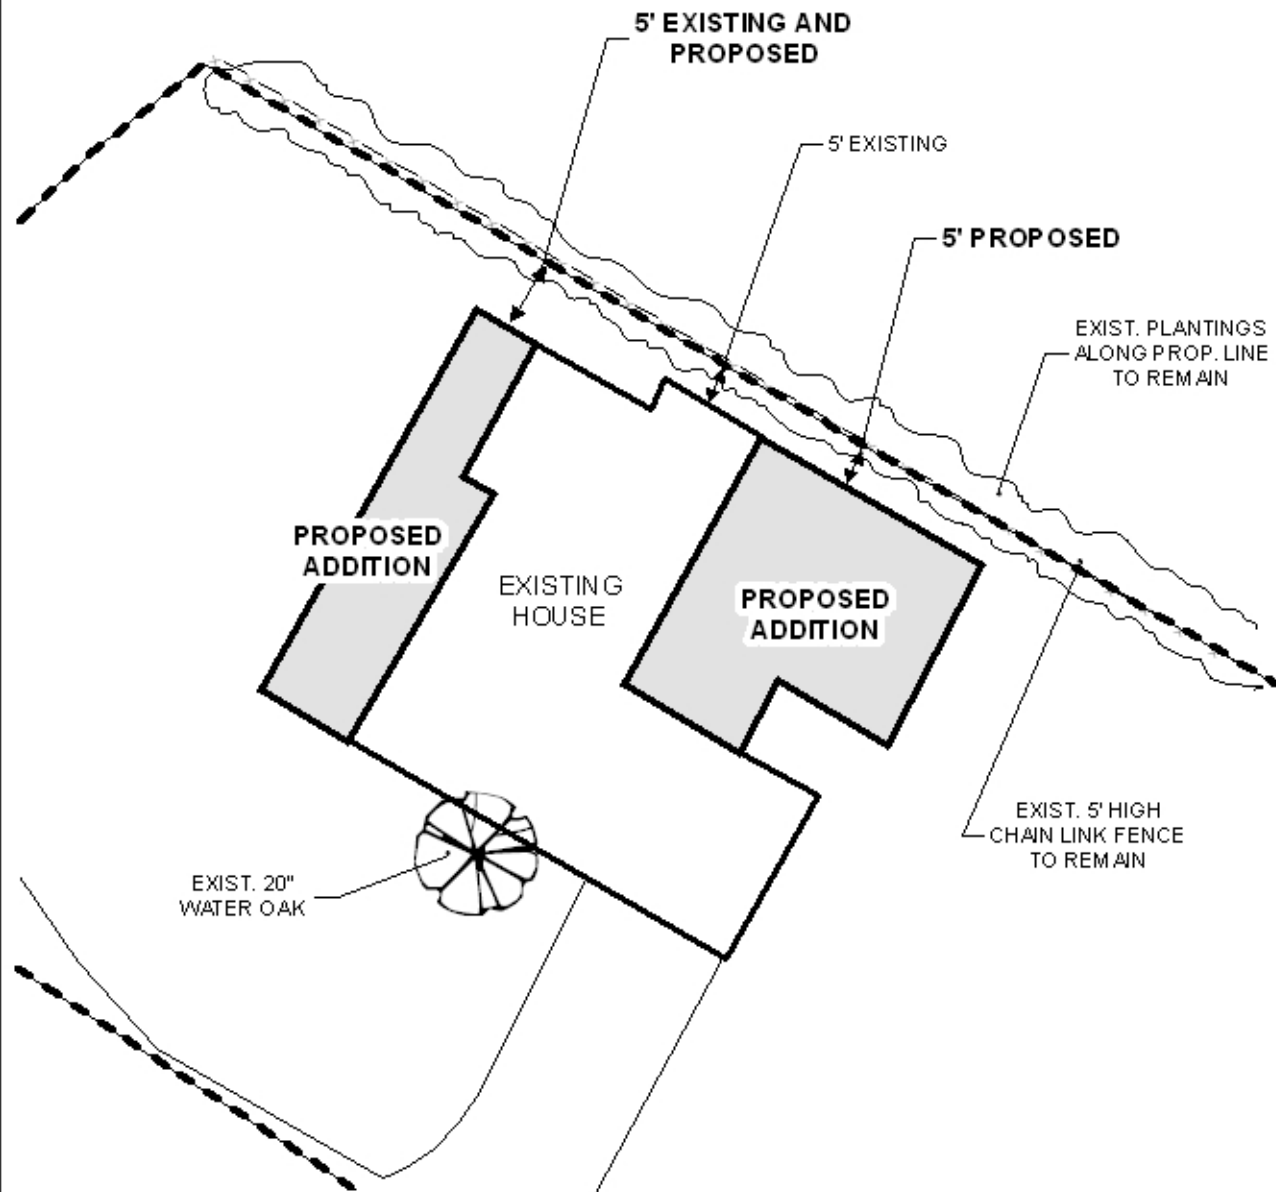 5' EXISTING AND
PROPOSED
5' EXISTING
5' PROPOSED
EXIST. PLANTINGS
ALONG PROP. LINE
TO REMAIN
PROPOSED
ADDITION
EXISTING
HOUSE
PROPOSED
ADDITION
EXIST. 5' HIGH
CHAIN LINK FENCE
TO REMAIN
EXIST. 20"
WATER OAK